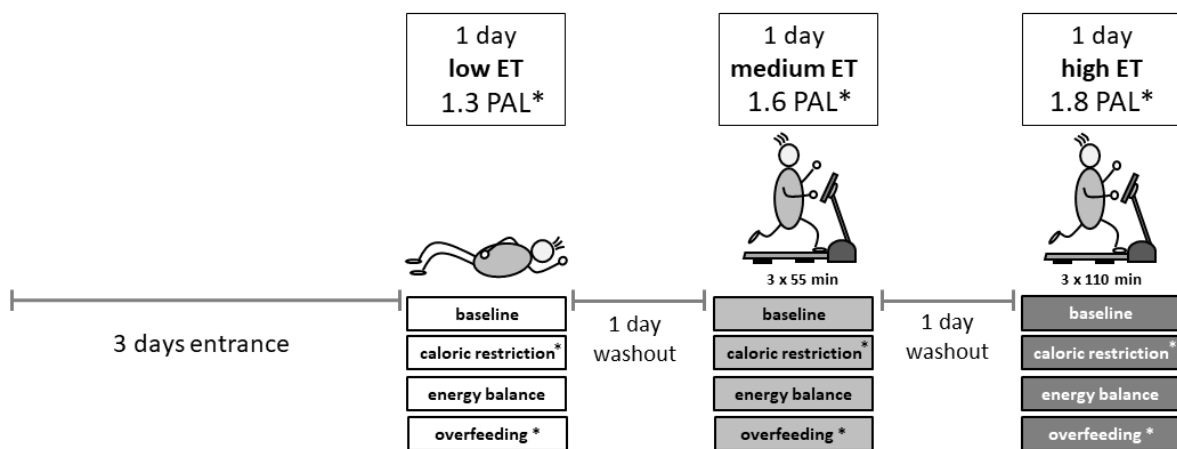 1 day
low ET
1.3 PAL*
1 day
medium ET
1.6 PAL*
1 day
high ET
1.8 PAL*
3 x 55 min
3 x 110 min
3 days entrance
baseline
caloric restriction*
energy balance
overfeeding *
1 day
washout
baseline
caloric restriction*
energy balance
overfeeding *
1 day
washout
baseline
caloric restriction*
energy balance
overfeeding *